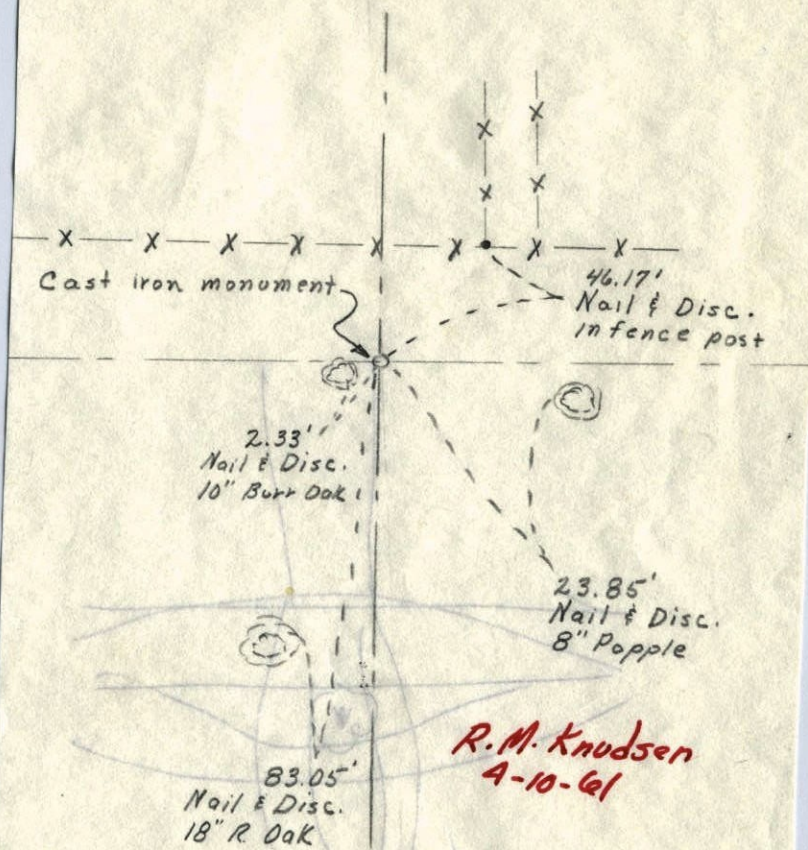 46.17'
Nail & Disc.
in fence post
Cast iron monument
2.33'
Nail & Disc.
10" Burr Oak
23.85'
Nail & Disc.
8" Popple
R.M. Knudsen
4-10-61
83.05'
Nail & Disc.
18" R. Oak